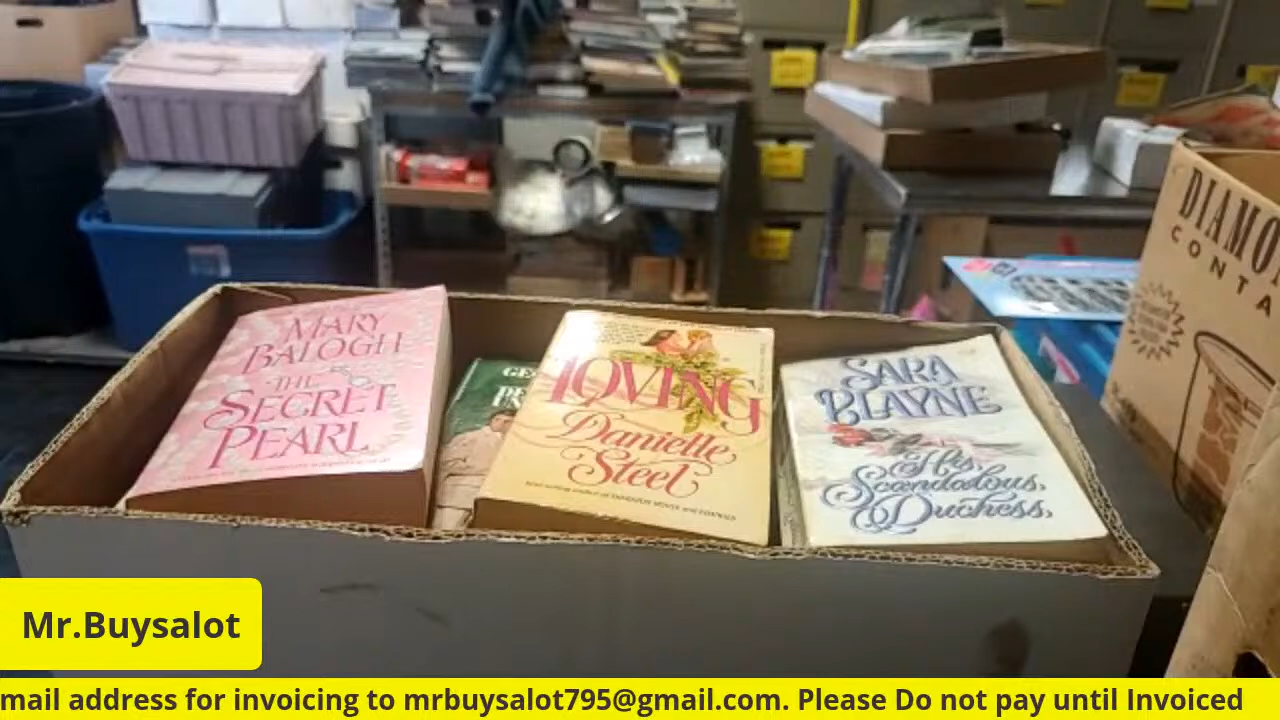 MARY
BALOGH
THE
SECRET
PEARL
LOVING
Danielle
Steel
SARA
BLAYNE
His
Scandalous
Duchess
DIAMO
CONTA
Mr.Buysalot
mail address for invoicing to mrbuysalot795@gmail.com. Please Do not pay until Invoiced